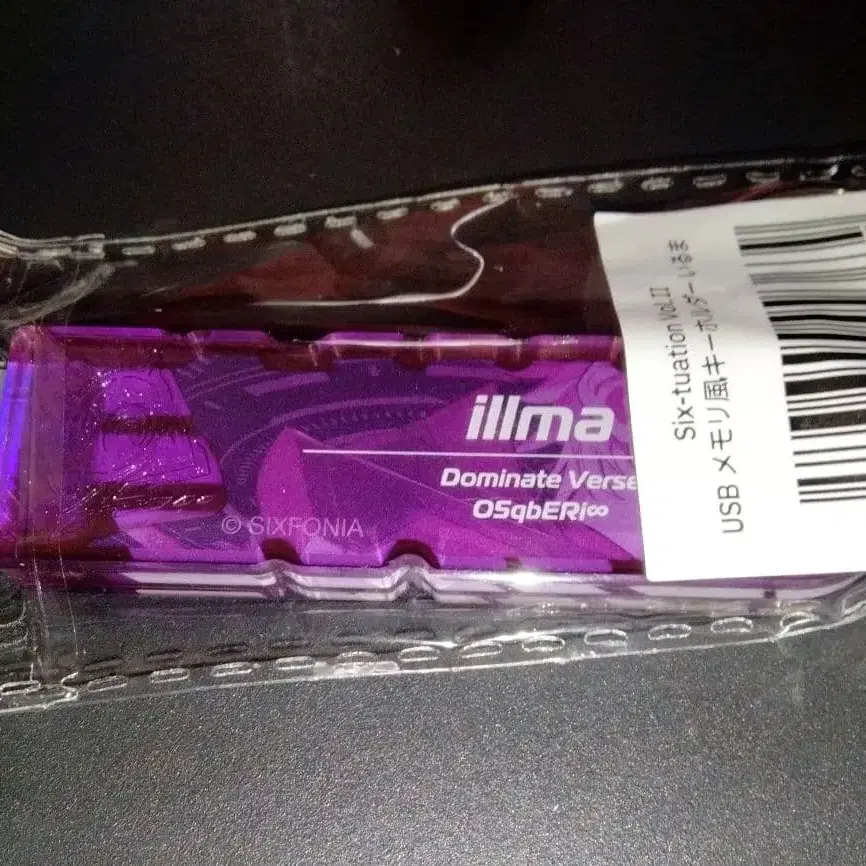 illma
Dominate Verse
OSqbERi∞
© SIXFONIA
Six-tuation Vol.II
USB メモリ風キーホルダー いるま